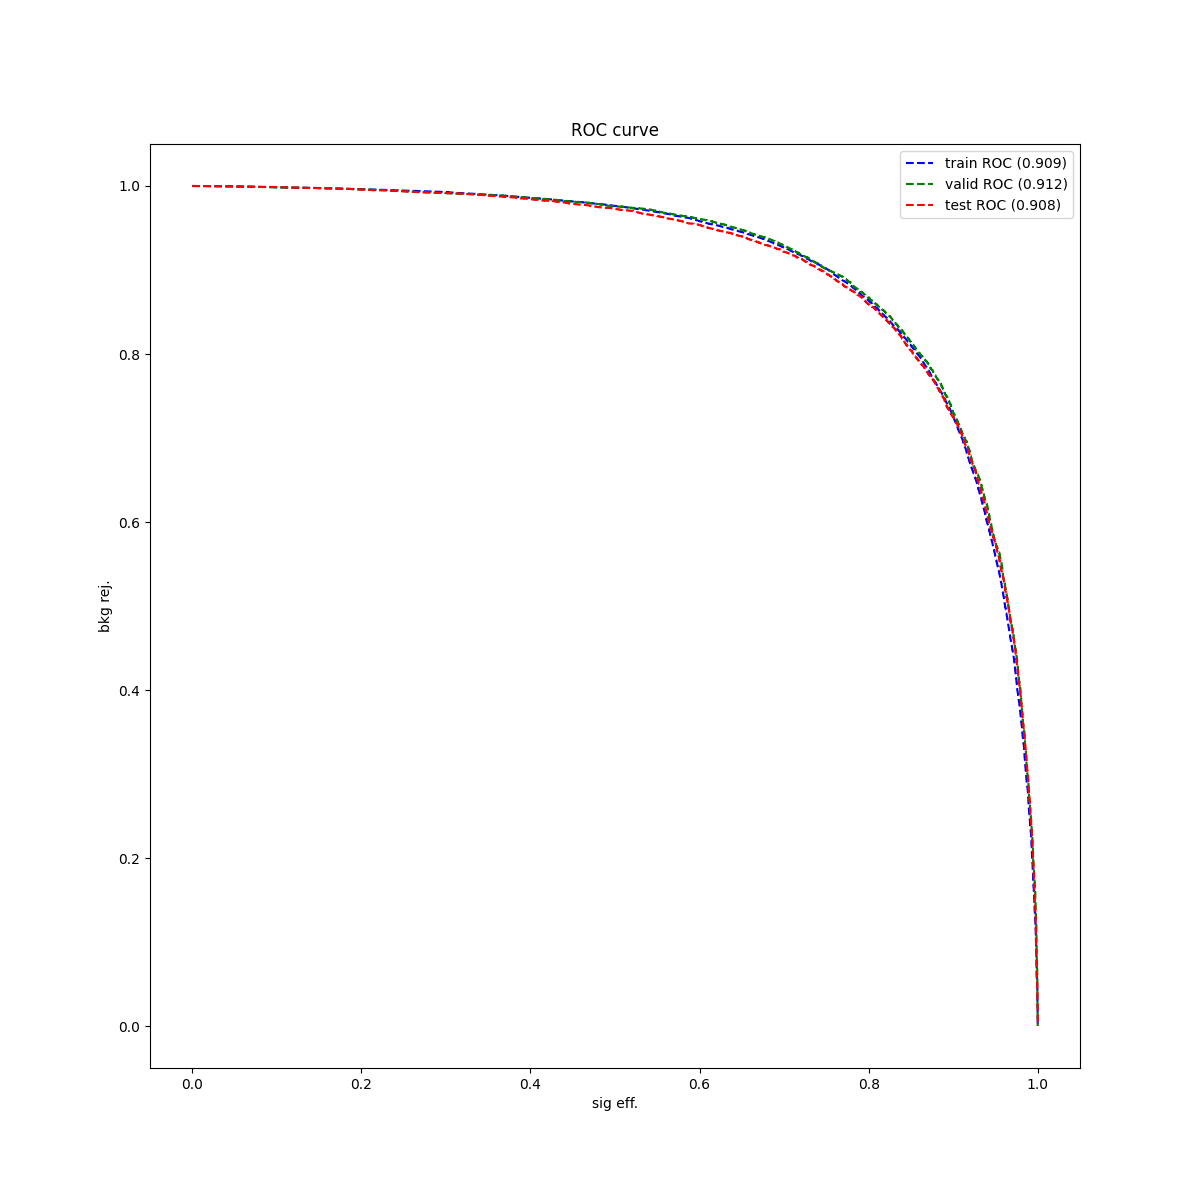 ROC curve
train ROC (0.909)
valid ROC (0.912)
test ROC (0.908)
1.0
0.8
0.6
0.4
0.2
0.0
bkg rej.
0.0 0.2 0.4 0.6 0.8 1.0
sig eff.